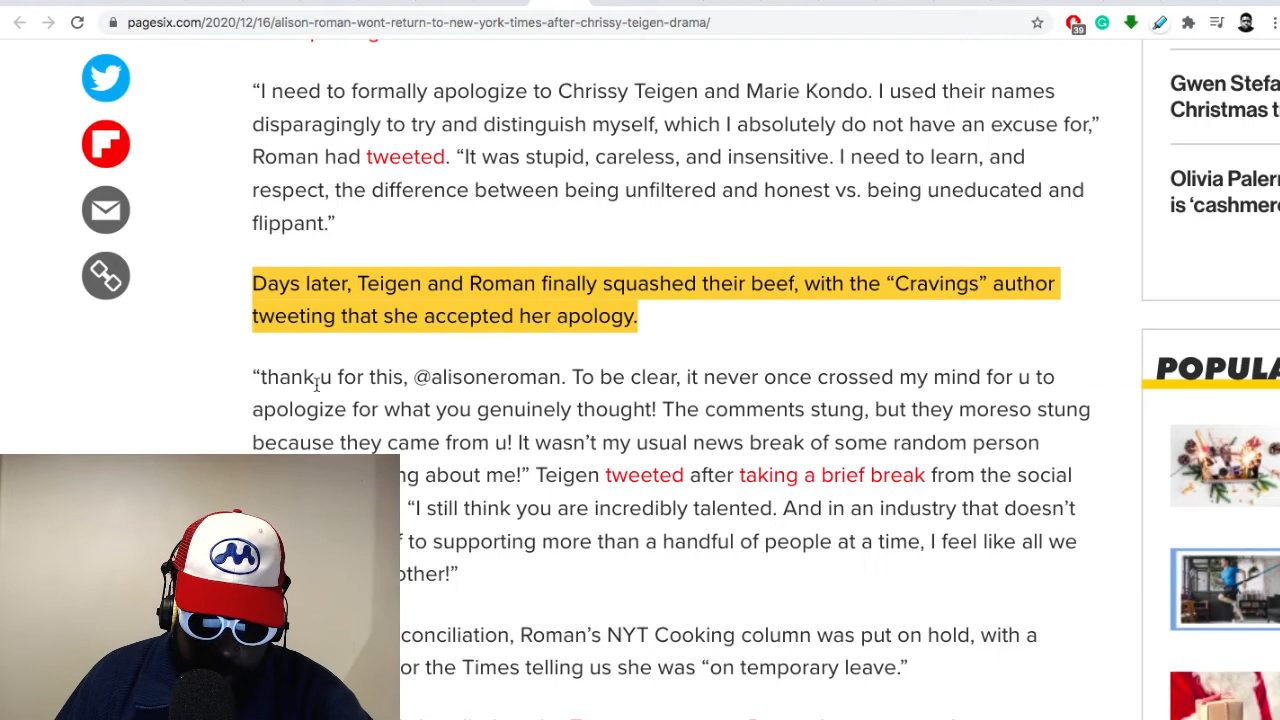 pagesix.com/2020/12/16/alison-roman-wont-return-to-new-york-times-after-chrissy-teigen-drama/
39
“I need to formally apologize to Chrissy Teigen and Marie Kondo. I used their names
disparagingly to try and distinguish myself, which I absolutely do not have an excuse for,”
Roman had tweeted. “It was stupid, careless, and insensitive. I need to learn, and
respect, the difference between being unfiltered and honest vs. being uneducated and
flippant.”
Days later, Teigen and Roman finally squashed their beef, with the “Cravings” author
tweeting that she accepted her apology.
“thank u for this, @alisoneroman. To be clear, it never once crossed my mind for u to
apologize for what you genuinely thought! The comments stung, but they moreso stung
because they came from u! It wasn’t my usual news break of some random person
ng about me!” Teigen tweeted after taking a brief break from the social
“I still think you are incredibly talented. And in an industry that doesn’t
f to supporting more than a handful of people at a time, I feel like all we
other!”
conciliation, Roman’s NYT Cooking column was put on hold, with a
or the Times telling us she was “on temporary leave.”
Gwen Stefa
Christmas t
Olivia Paler
is ‘cashmere
POPULA
M